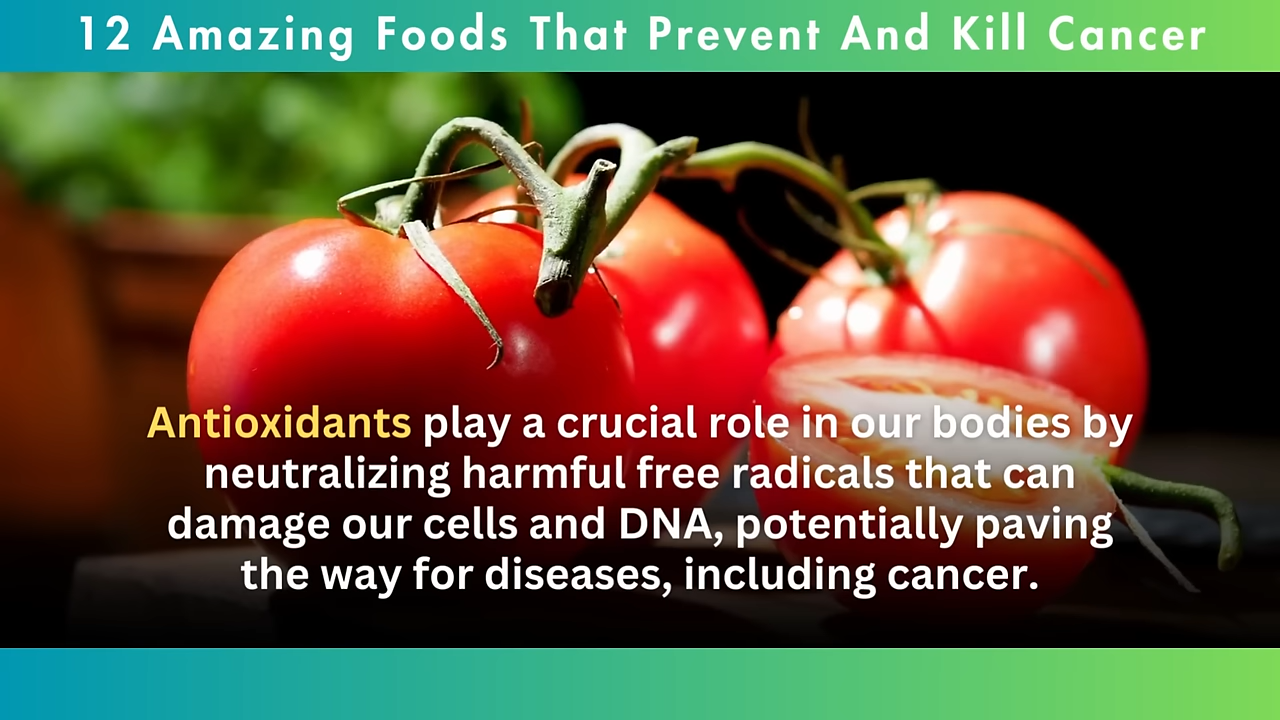 12 Amazing Foods That Prevent And Kill Cancer
Antioxidants play a crucial role in our bodies by
neutralizing harmful free radicals that can
damage our cells and DNA, potentially paving
the way for diseases, including cancer.